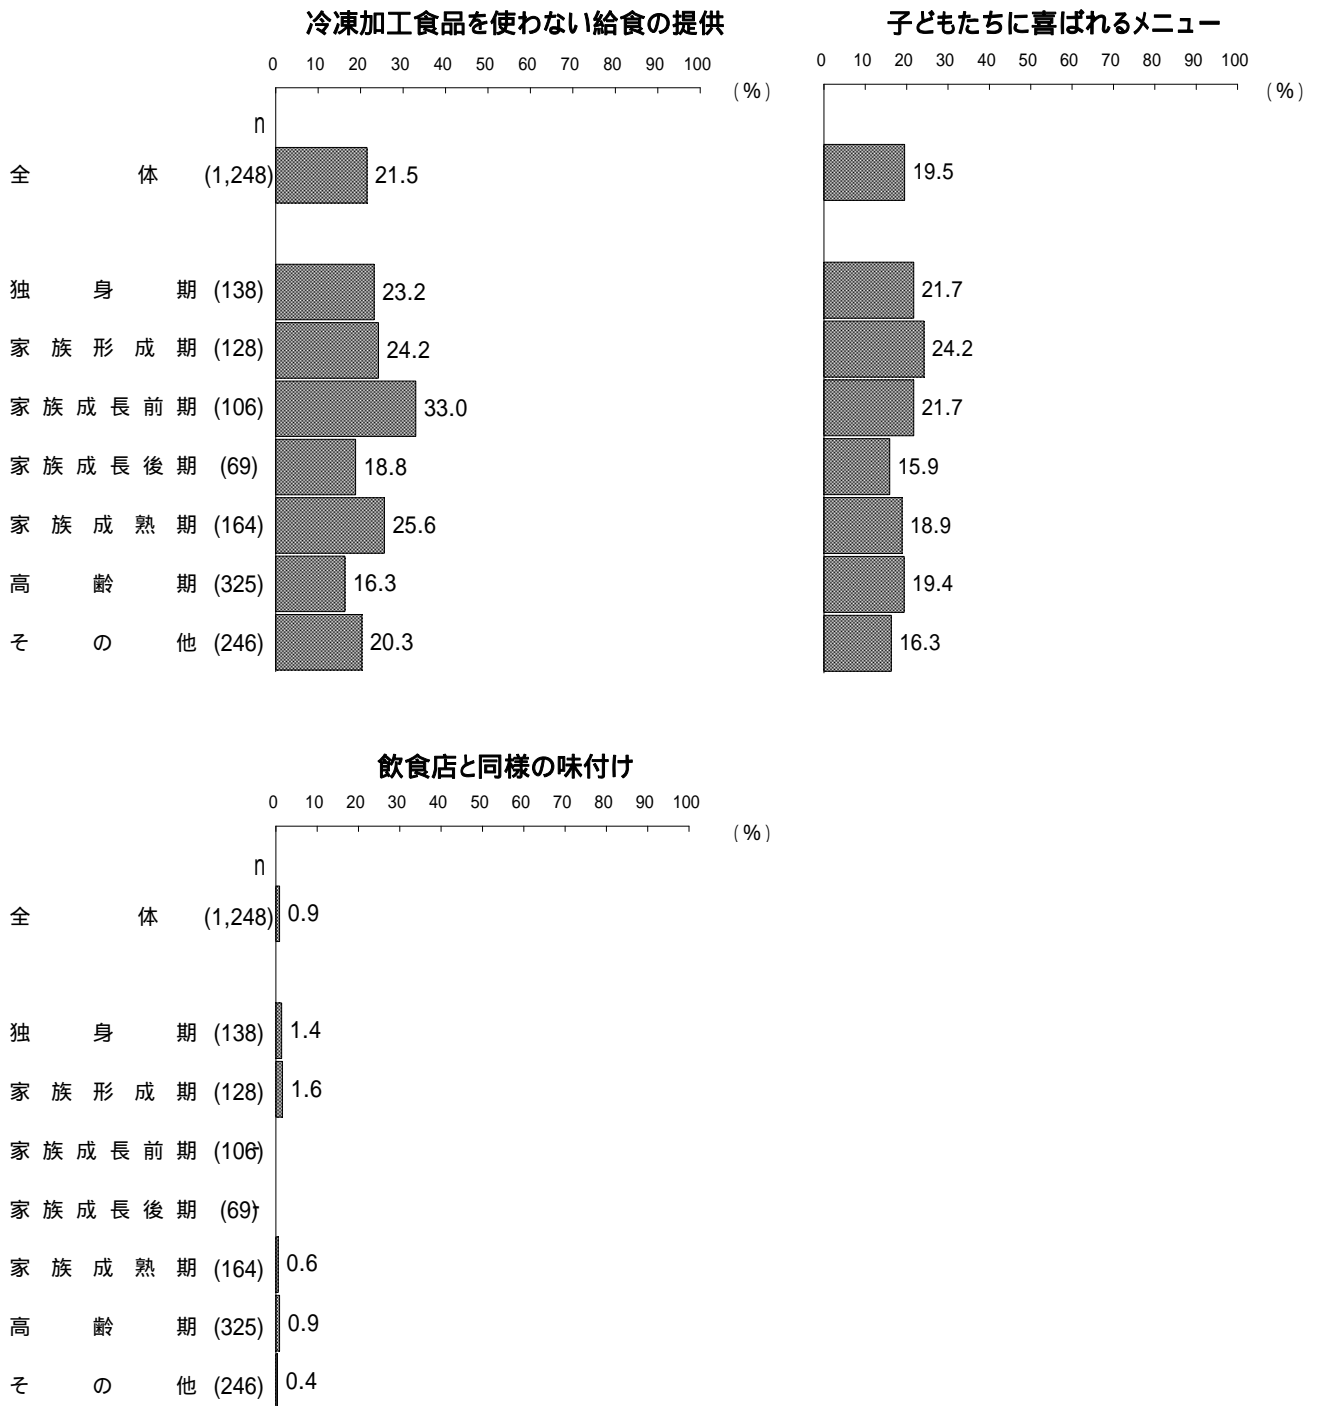 冷凍加工食品を使わない給食の提供
0 10 20 30 40 50 60 70 80 90 100
(%)
n
全体 (1,248) 21.5
独身期 (138) 23.2
家族形成期 (128) 24.2
家族成長前期 (106) 33.0
家族成長後期 (69) 18.8
家族成熟期 (164) 25.6
高齢期 (325) 16.3
その他 (246) 20.3
子どもたちに喜ばれるメニュー
0 10 20 30 40 50 60 70 80 90 100
(%)
19.5
21.7
24.2
21.7
15.9
18.9
19.4
16.3
飲食店と同様の味付け
0 10 20 30 40 50 60 70 80 90 100
(%)
n
全体 (1,248) 0.9
独身期 (138) 1.4
家族形成期 (128) 1.6
家族成長前期 (106) -
家族成長後期 (69) -
家族成熟期 (164) 0.6
高齢期 (325) 0.9
その他 (246) 0.4